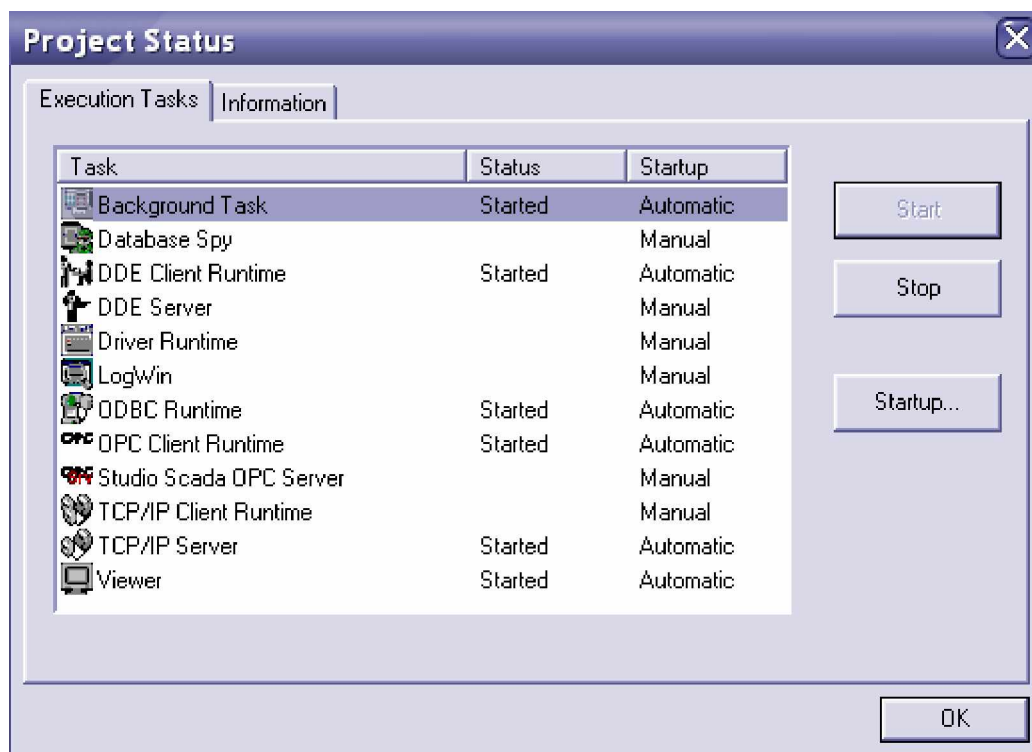 Project Status
Execution Tasks Information
Task Status Startup
Background Task Started Automatic
Database Spy Manual
DDE Client Runtime Started Automatic
DDE Server Manual
Driver Runtime Manual
LogWin Manual
ODBC Runtime Started Automatic
OPC Client Runtime Started Automatic
Studio Scada OPC Server Manual
TCP/IP Client Runtime Manual
TCP/IP Server Started Automatic
Viewer Started Automatic
Start
Stop
Startup...
OK